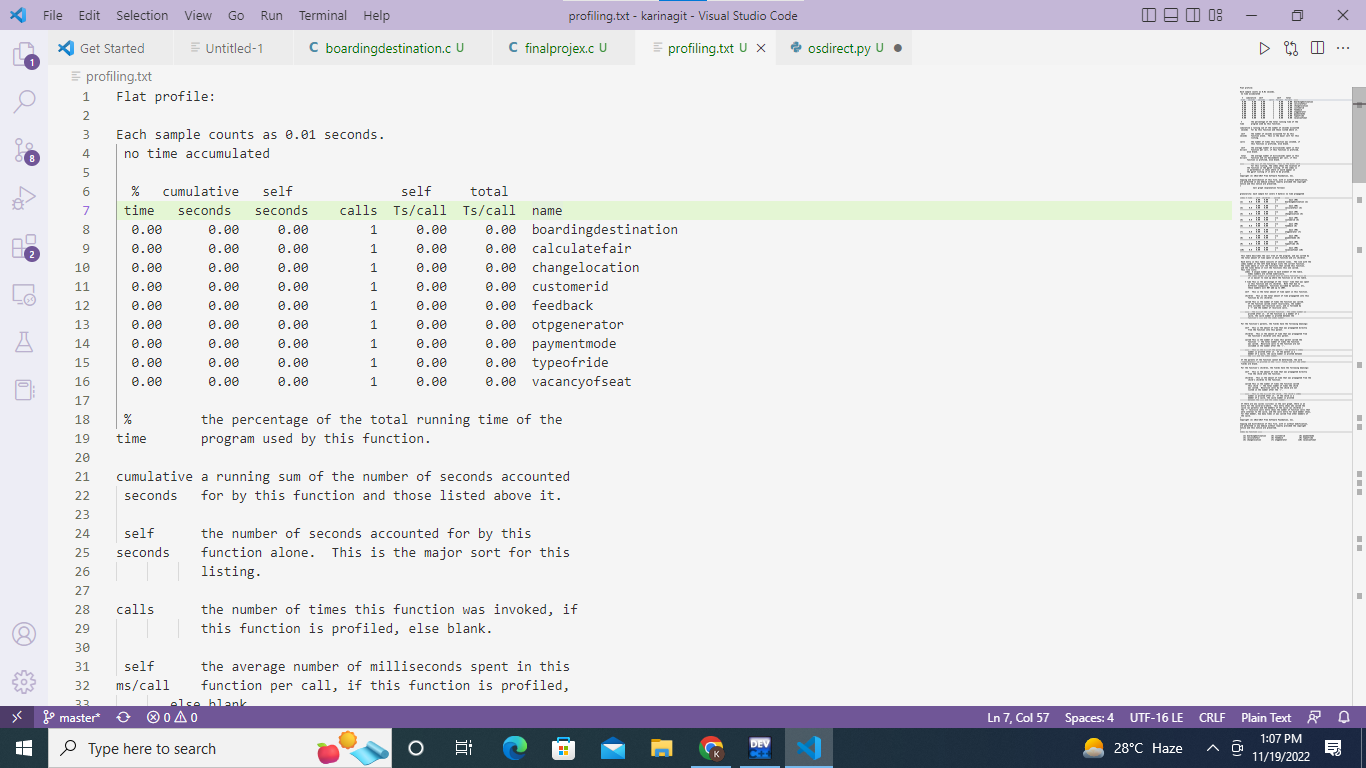 File Edit Selection View Go Run Terminal Help profiling.txt - karinagit - Visual Studio Code
Get Started Untitled-1 C boardingdestination.c U C finalprojex.c U profiling.txt U osdirect.py U
profiling.txt
1 Flat profile:
2
3 Each sample counts as 0.01 seconds.
4 no time accumulated
5
6 % cumulative self self total
7 time seconds seconds calls Ts/call Ts/call name
8 0.00 0.00 0.00 1 0.00 0.00 boardingdestination
9 0.00 0.00 0.00 1 0.00 0.00 calculatefair
10 0.00 0.00 0.00 1 0.00 0.00 changelocation
11 0.00 0.00 0.00 1 0.00 0.00 customerid
12 0.00 0.00 0.00 1 0.00 0.00 feedback
13 0.00 0.00 0.00 1 0.00 0.00 otpgenerator
14 0.00 0.00 0.00 1 0.00 0.00 paymentmode
15 0.00 0.00 0.00 1 0.00 0.00 typeofride
16 0.00 0.00 0.00 1 0.00 0.00 vacancyofseat
17
18 % the percentage of the total running time of the
19 time program used by this function.
20
21 cumulative a running sum of the number of seconds accounted
22 seconds for by this function and those listed above it.
23
24 self the number of seconds accounted for by this
25 seconds function alone. This is the major sort for this
26 listing.
27
28 calls the number of times this function was invoked, if
29 this function is profiled, else blank.
30
31 self the average number of milliseconds spent in this
32 ms/call function per call, if this function is profiled,
33 else blank
1
8
2
master* 0 0 Ln 7, Col 57 Spaces: 4 UTF-16 LE CRLF Plain Text
Type here to search K DEV 28°C Haze 1:07 PM
11/19/2022